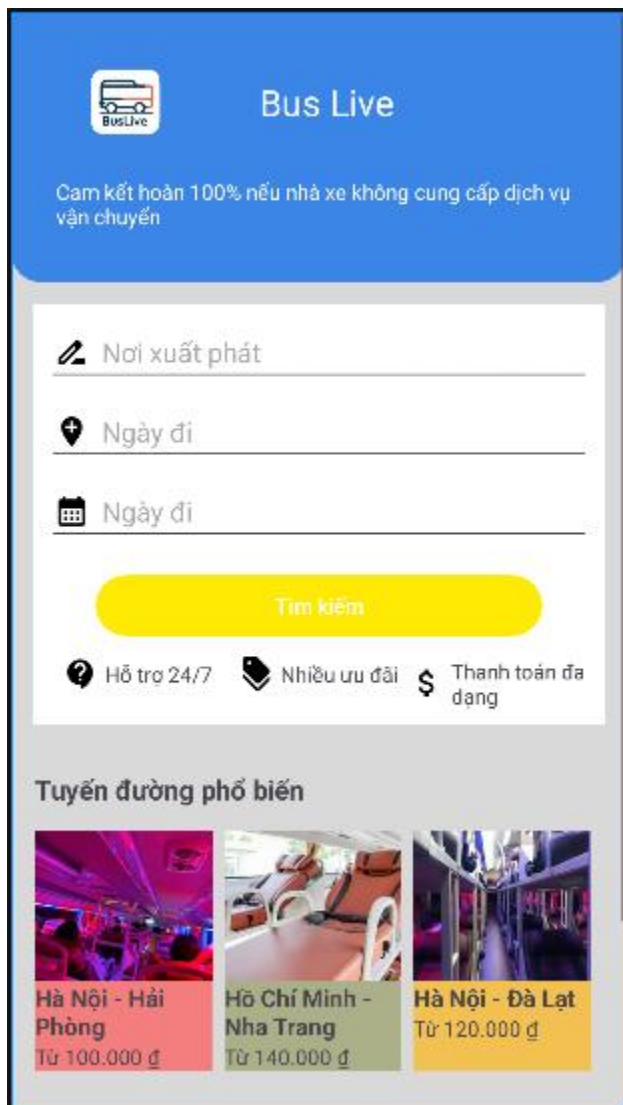 BusLive
Bus Live
Cam kết hoàn 100% nếu nhà xe không cung cấp dịch vụ
vận chuyển
Nơi xuất phát
Ngày đi
Ngày đi
Tìm kiếm
Hỗ trợ 24/7
Nhiều ưu đãi
Thanh toán đa
dạng
Tuyến đường phổ biến
Hà Nội - Hải
Phòng
Từ 100.000 ₫
Hồ Chí Minh -
Nha Trang
Từ 140.000 ₫
Hà Nội - Đà Lạt
Từ 120.000 ₫